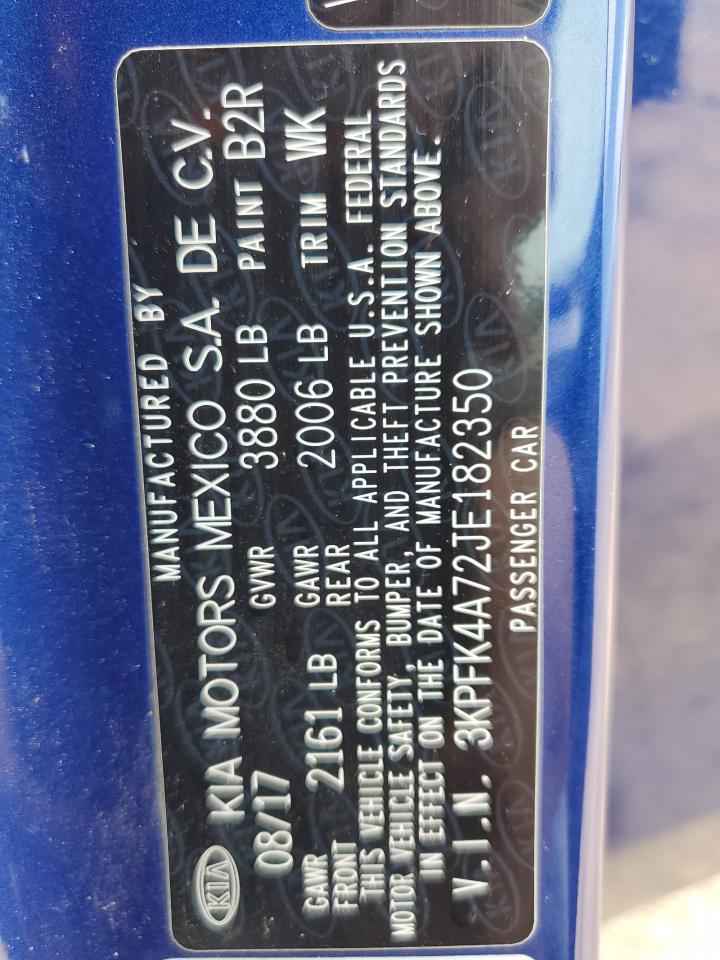 MANUFACTURED BY
KIA KIA MOTORS MEXICO S.A. DE C.V.
08/17 GVWR 3880 LB PAINT B2R
GAWR FRONT 2161 LB GAWR REAR 2006 LB TRIM WK
THIS VEHICLE CONFORMS TO ALL APPLICABLE U.S.A. FEDERAL
MOTOR VEHICLE SAFETY, BUMPER, AND THEFT PREVENTION STANDARDS
IN EFFECT ON THE DATE OF MANUFACTURE SHOWN ABOVE.
V.I.N. 3KPFK4A72JE182350
PASSENGER CAR